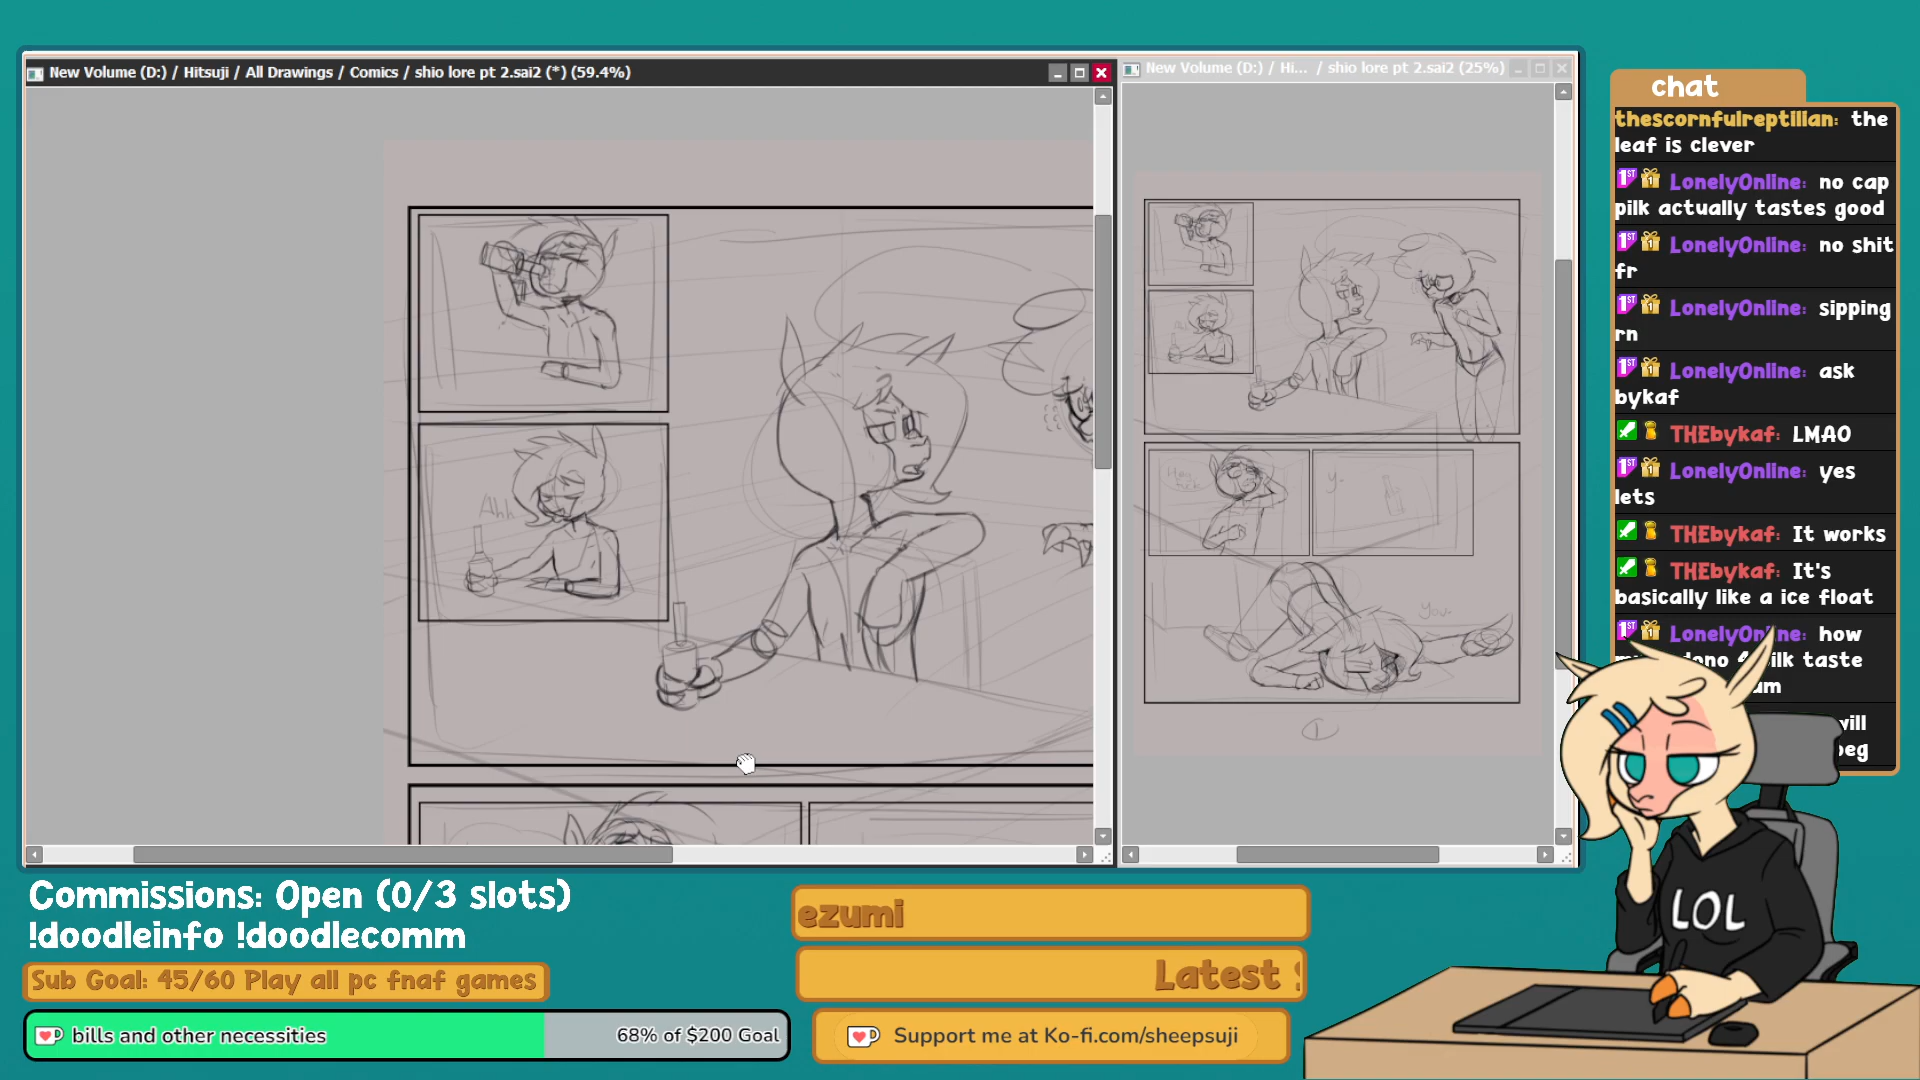 New Volume (D:) / Hitsuji / All Drawings / Comics / shio lore pt 2.sai2 (*) (59.4%)
New Volume (D:) / Hi... / shio lore pt 2.sai2 (25%)
Ahh
Y-
You
1
chat
thescornfulreptilian: the
leaf is clever
LonelyOnline: no cap
pilk actually tastes good
LonelyOnline: no shit
fr
LonelyOnline: sipping
rn
LonelyOnline: ask
bykaf
THEbykaf: LMAO
LonelyOnline: yes
lets
THEbykaf: It works
THEbykaf: It's
basically like a ice float
LonelyOnline: how
taste
LOL
Commissions: Open (0/3 slots)
!doodleinfo !doodlecomm
Sub Goal: 45/60 Play all pc fnaf games
bills and other necessities 68% of $200 Goal
ezumi
Latest
Support me at Ko-fi.com/sheepsuji